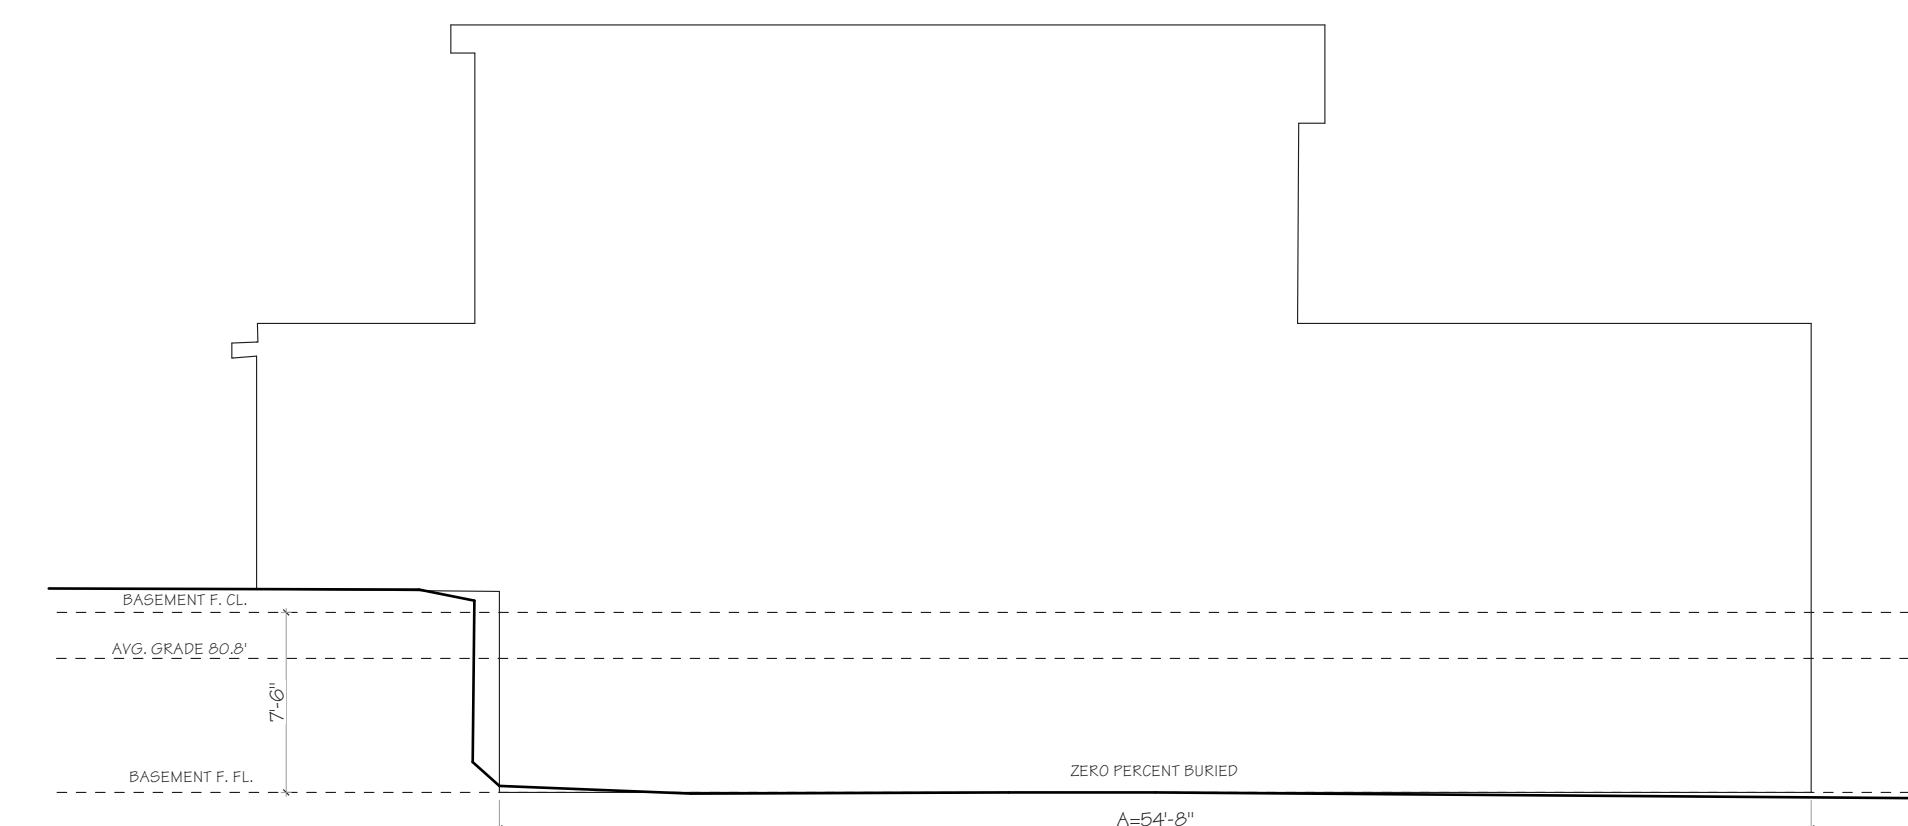 BASEMENT F. CL.
AVG. GRADE 80.8'
7'-6"
BASEMENT F. FL.
ZERO PERCENT BURIED
A=54'-8"